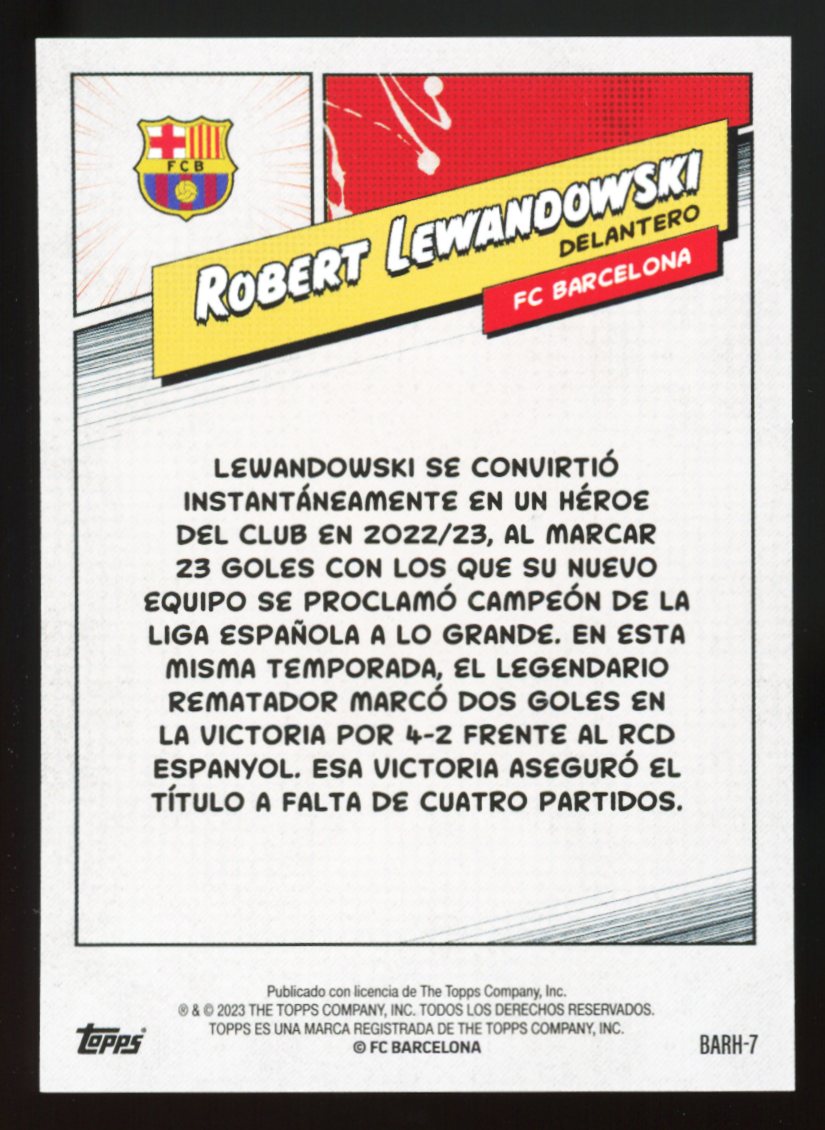 FCB
ROBERT LEWANDOWSKI
DELANTERO
FC BARCELONA
LEWANDOWSKI SE CONVIRTIÓ
INSTANTÁNEAMENTE EN UN HÉROE
DEL CLUB EN 2022/23, AL MARCAR
23 GOLES CON LOS QUE SU NUEVO
EQUIPO SE PROCLAMÓ CAMPEÓN DE LA
LIGA ESPAÑOLA A LO GRANDE. EN ESTA
MISMA TEMPORADA, EL LEGENDARIO
REMATADOR MARCÓ DOS GOLES EN
LA VICTORIA POR 4-2 FRENTE AL RCD
ESPANYOL. ESA VICTORIA ASEGURÓ EL
TÍTULO A FALTA DE CUATRO PARTIDOS.
Publicado con licencia de The Topps Company, Inc.
® & © 2023 THE TOPPS COMPANY, INC. TODOS LOS DERECHOS RESERVADOS.
TOPPS ES UNA MARCA REGISTRADA DE THE TOPPS COMPANY, INC.
© FC BARCELONA
Topps®
BARH-7